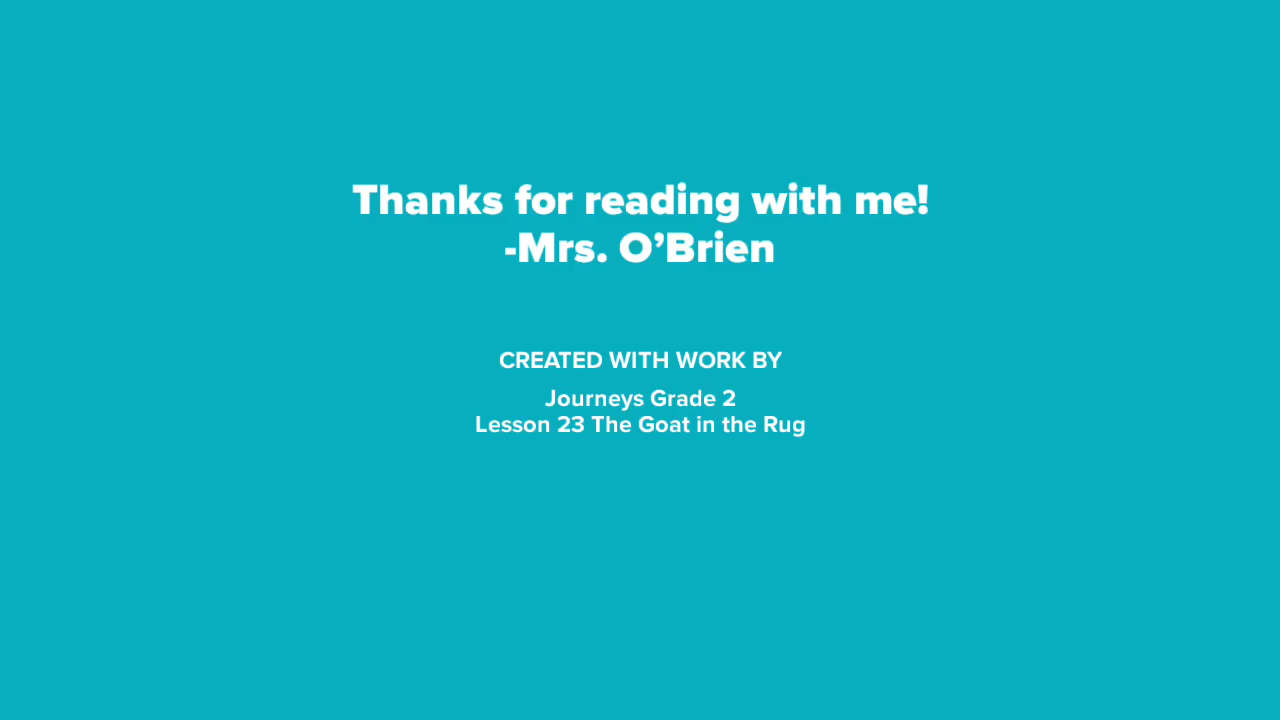 Thanks for reading with me!
-Mrs. O’Brien
CREATED WITH WORK BY
Journeys Grade 2
Lesson 23 The Goat in the Rug